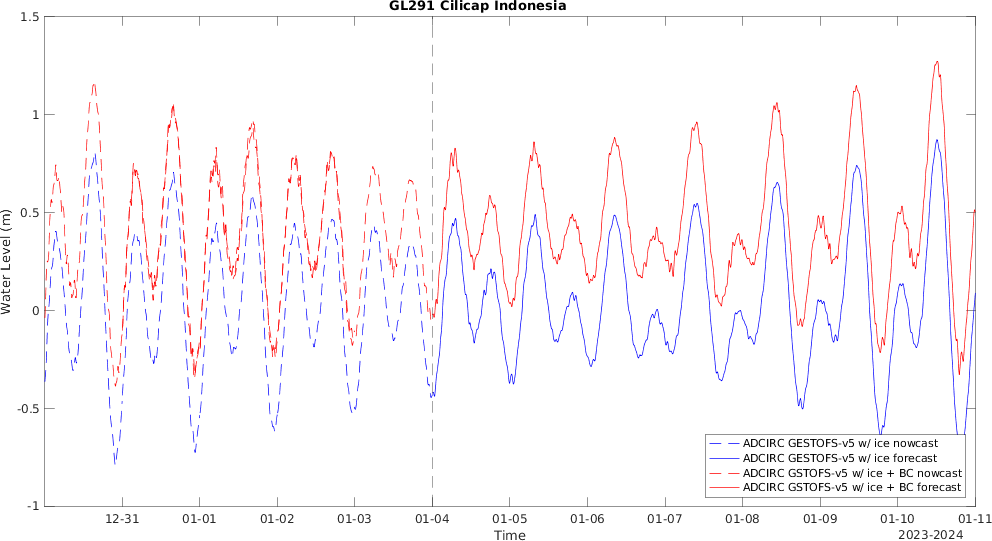 GL291 Cilicap Indonesia
1.5
1
0.5
0
-0.5
-1
Water Level (m)
12-31
01-01
01-02
01-03
01-04
01-05
01-06
01-07
01-08
01-09
01-10
01-11
Time
2023-2024
ADCIRC GESTOFS-v5 w/ ice nowcast
ADCIRC GESTOFS-v5 w/ ice forecast
ADCIRC GSTOFS-v5 w/ ice + BC nowcast
ADCIRC GSTOFS-v5 w/ ice + BC forecast